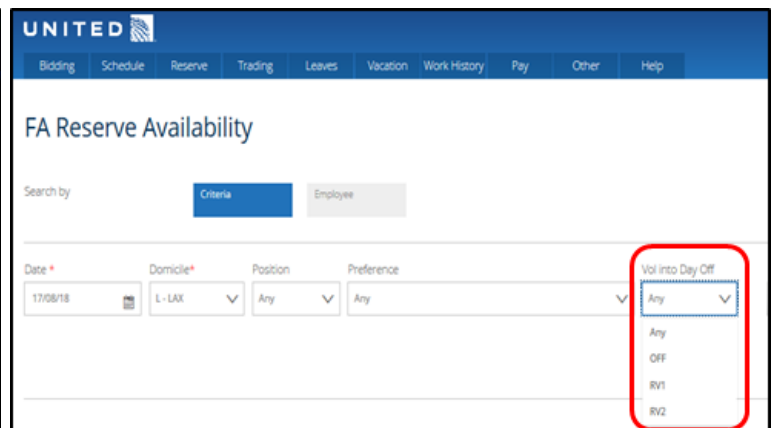 UNITED
Bidding Schedule Reserve Trading Leaves Vacation Work History Pay Other Help
FA Reserve Availability
Search by Criteria Employee
Date * Domicile* Position Preference Vol into Day Off
17/08/18 L - LAX Any Any Any
Any
OFF
RV1
RV2